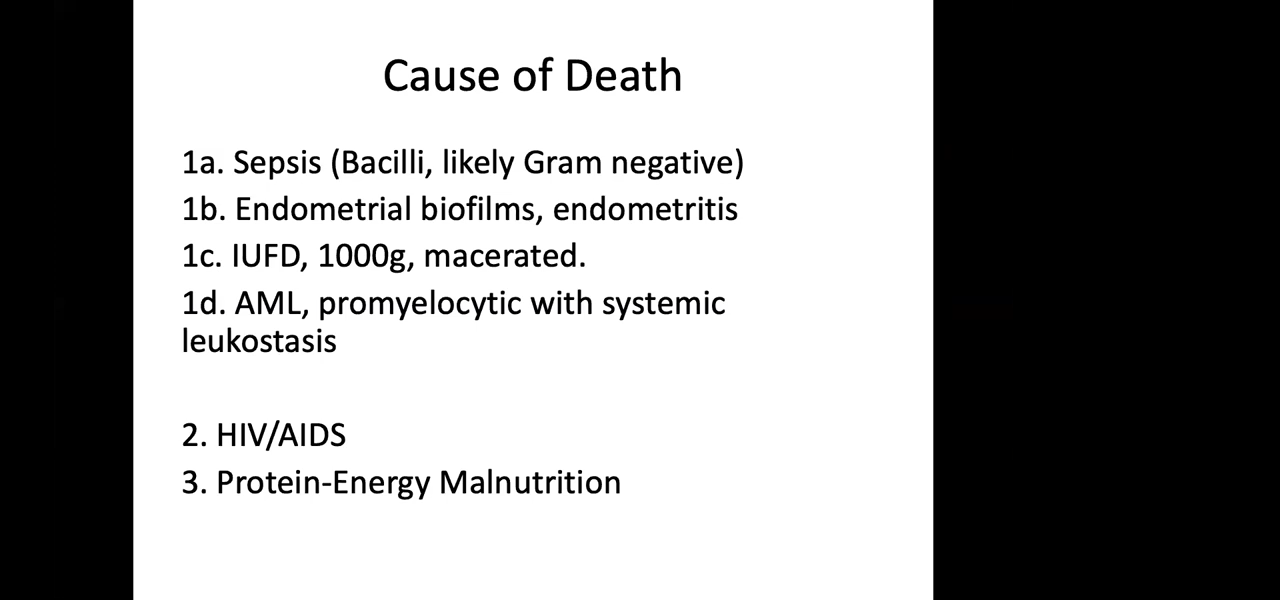 Cause of Death
1a. Sepsis (Bacilli, likely Gram negative)
1b. Endometrial biofilms, endometritis
1c. IUFD, 1000g, macerated.
1d. AML, promyelocytic with systemic
leukostasis
2. HIV/AIDS
3. Protein-Energy Malnutrition